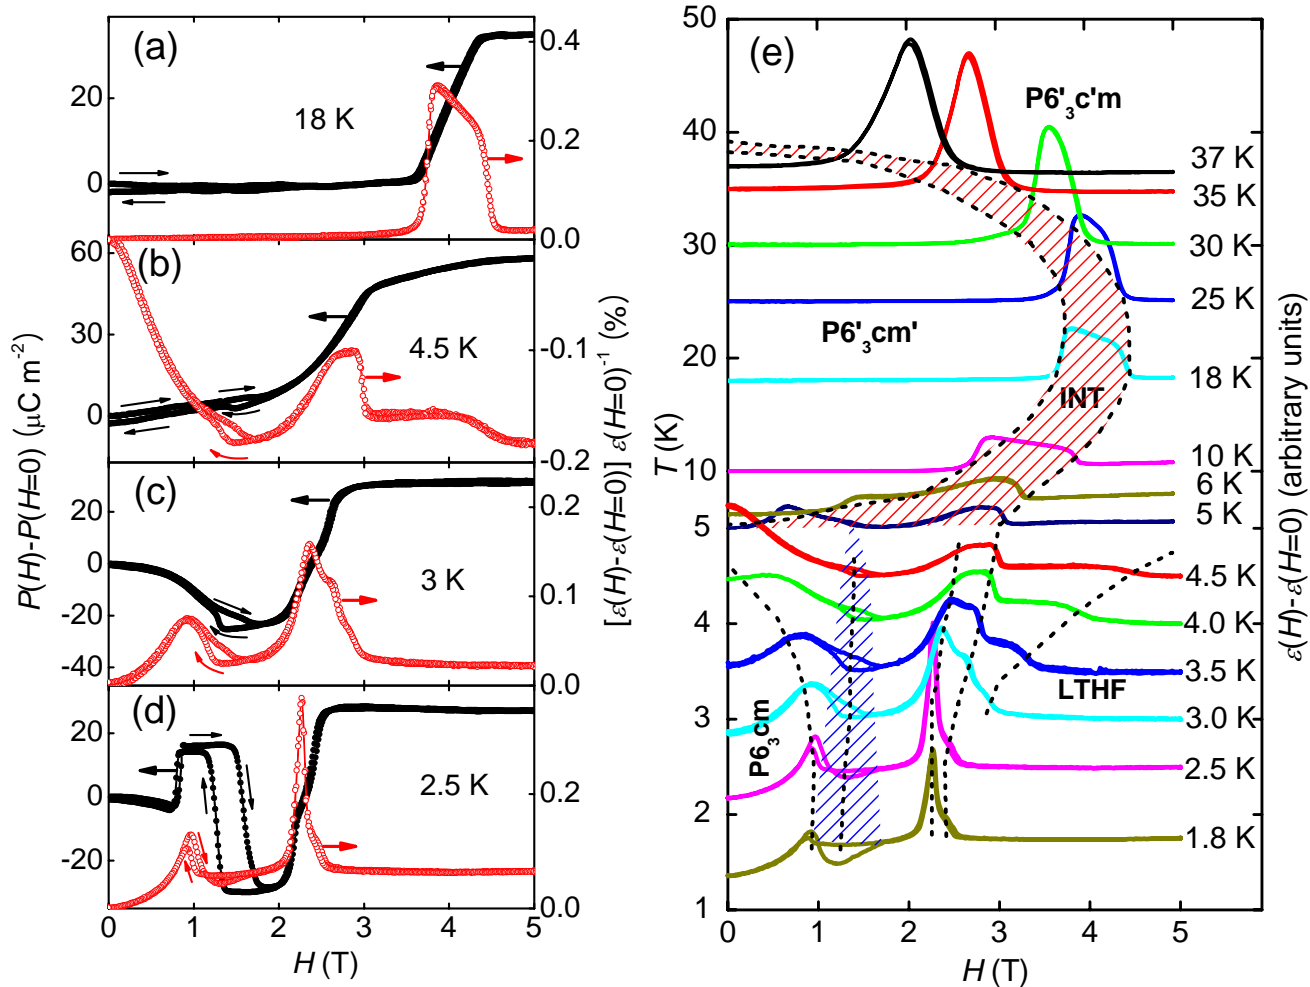 (a)
18 K
20
0
0.4
0.2
0.0
(b)
4.5 K
60
30
0
-0.1
-0.2
(c)
3 K
20
0
-20
-40
0.2
0.1
0.0
(d)
2.5 K
20
0
-20
0.2
0.0
0 1 2 3 4 5
H (T)
P(H)-P(H=0) (μC m⁻²)
[ε(H)-ε(H=0)] ε(H=0)⁻¹ (%)
(e)
50
40
30
20
10
5
4
3
2
1
T (K)
P6'₃c'm
P6'₃cm'
INT
P6₃cm
LTHF
37 K
35 K
30 K
25 K
18 K
10 K
6 K
5 K
4.5 K
4.0 K
3.5 K
3.0 K
2.5 K
1.8 K
0 1 2 3 4 5
H (T)
ε(H)-ε(H=0) (arbitrary units)